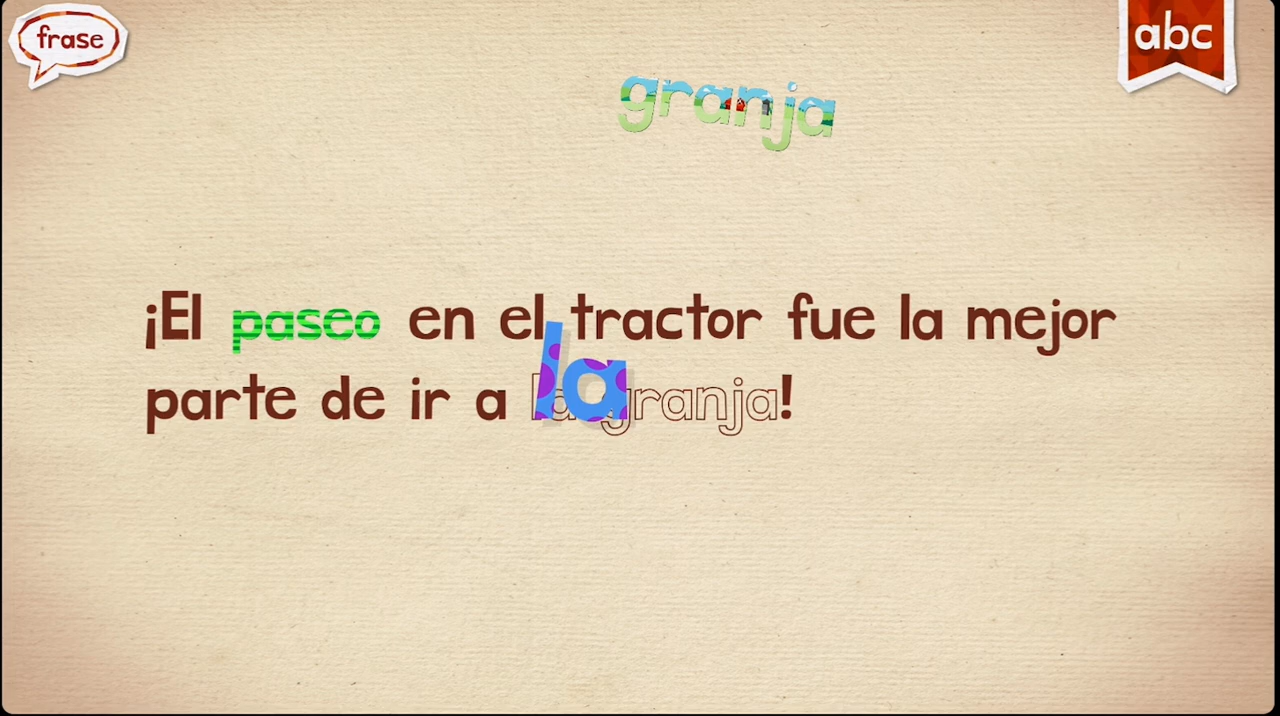 frase
abc
granja
¡El paseo en el tractor fue la mejor
parte de ir a la granja!